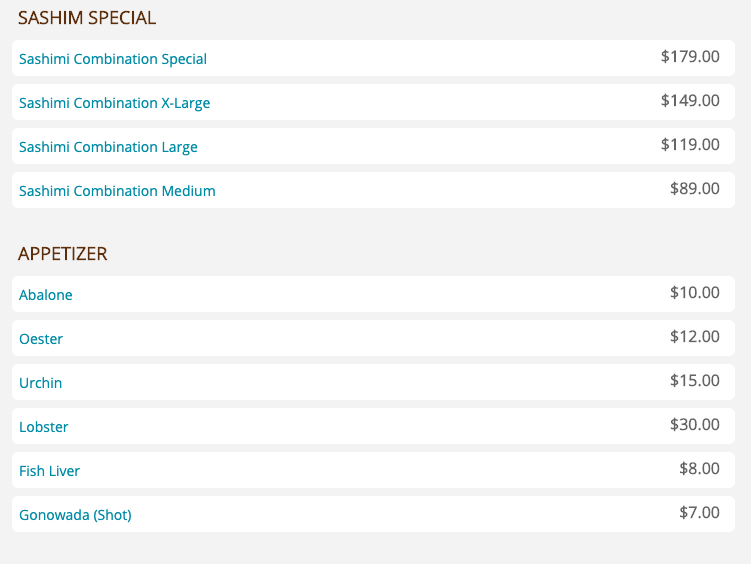 SASHIM SPECIAL
Sashimi Combination Special $179.00
Sashimi Combination X-Large $149.00
Sashimi Combination Large $119.00
Sashimi Combination Medium $89.00
APPETIZER
Abalone $10.00
Oester $12.00
Urchin $15.00
Lobster $30.00
Fish Liver $8.00
Gonowada (Shot) $7.00